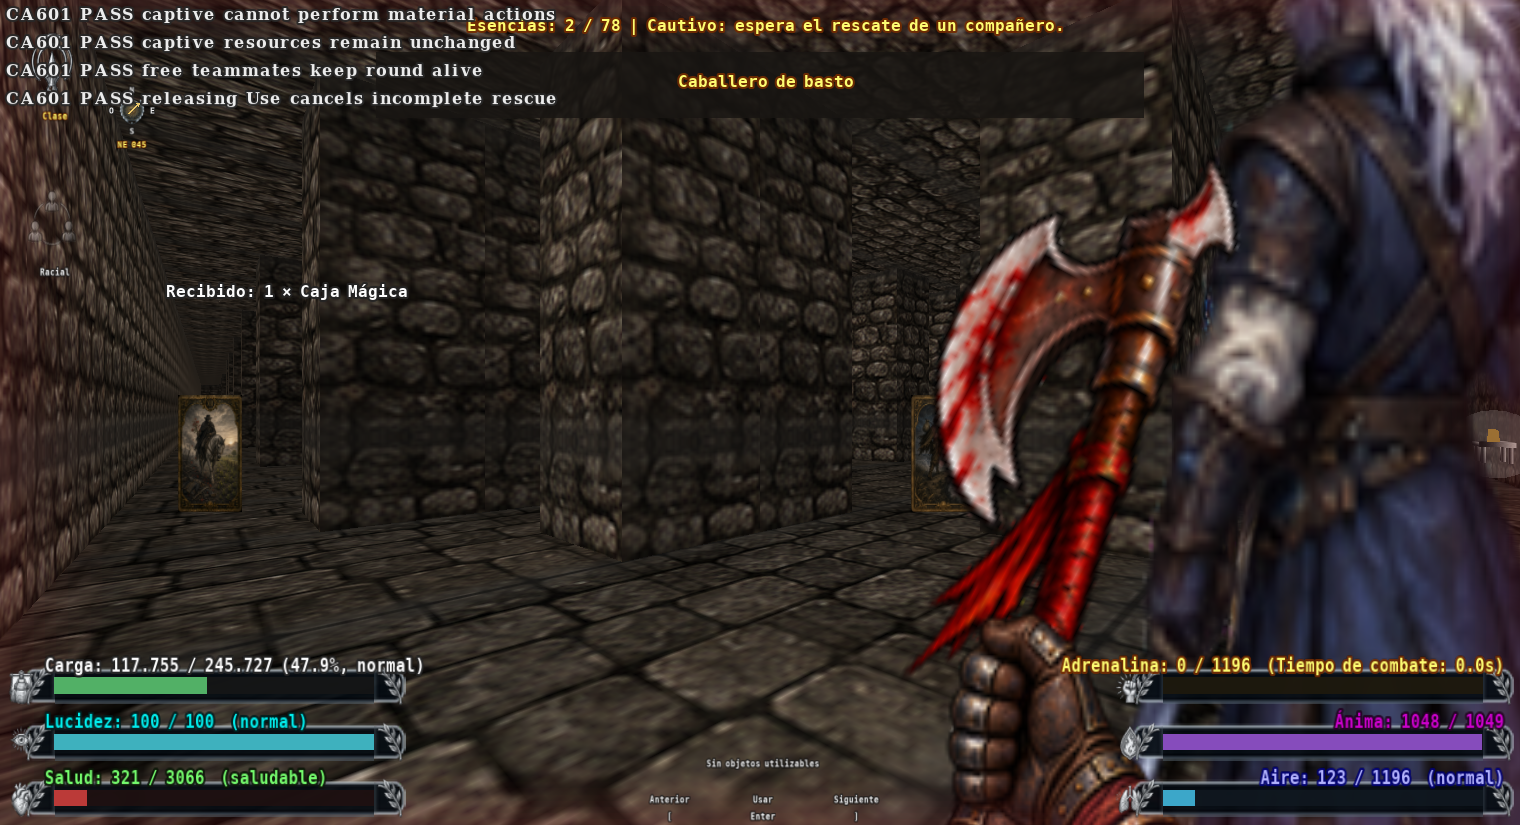 CA601 PASS captive cannot perform material actions
Esencias: 2 / 78 | Cautivo: espera el rescate de un compañero.
CA601 PASS captive resources remain unchanged
CA601 PASS free teammates keep round alive
Caballero de basto
CA601 PASS releasing Use cancels incomplete rescue
N
O E
Clase
S
NE 045
Racial
Recibido: 1 × Caja Mágica
Carga: 117.755 / 245.727 (47.9%, normal)
Adrenalina: 0 / 1196 (Tiempo de combate: 0.0s)
Lucidez: 100 / 100 (normal)
Ánima: 1048 / 1049
Salud: 321 / 3066 (saludable)
Aire: 123 / 1196 (normal)
Sin objetos utilizables
Anterior Usar Siguiente
[ Enter ]